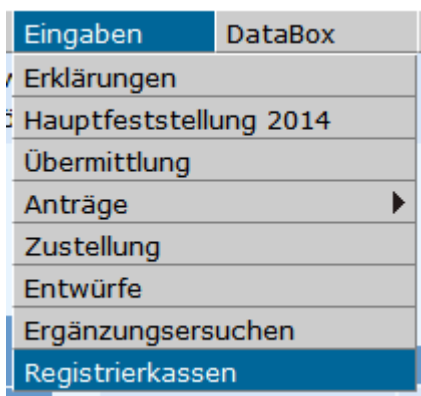 Eingaben DataBox
Erklärungen
Hauptfeststellung 2014
Übermittlung
Anträge
Zustellung
Entwürfe
Ergänzungsersuchen
Registrierkassen